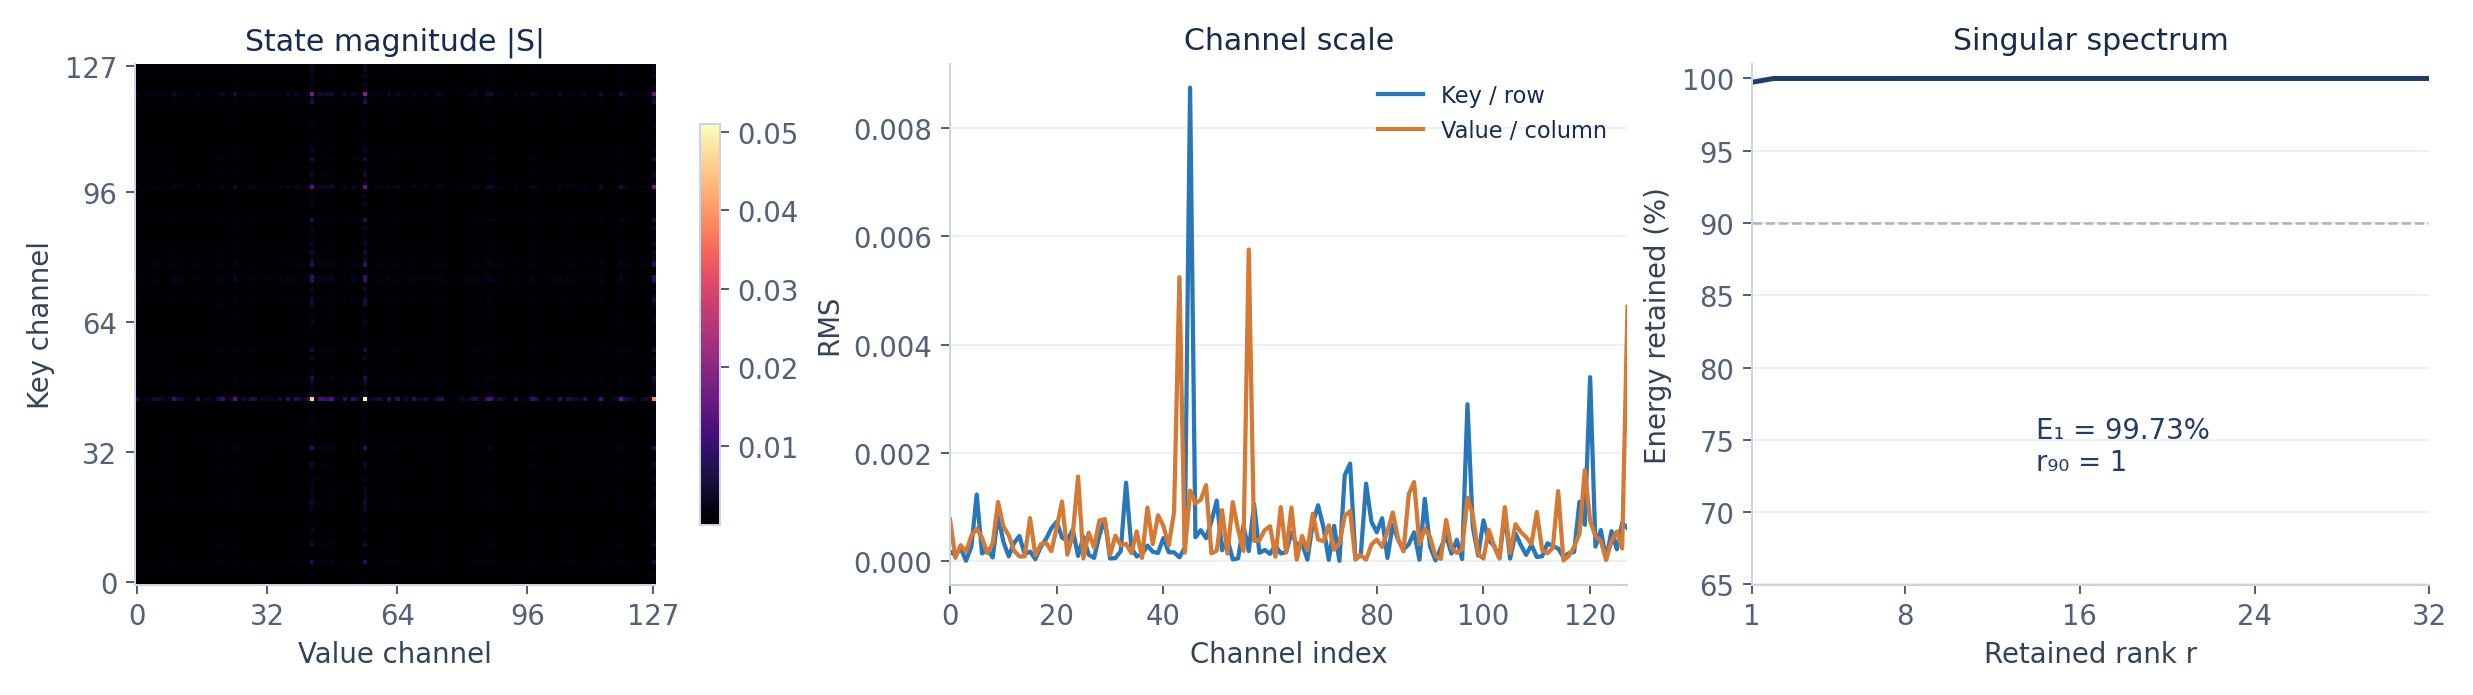 State magnitude |S|
127
96
64
32
0
0 32 64 96 127
Key channel
Value channel
0.05
0.04
0.03
0.02
0.01
Channel scale
Key / row
Value / column
0.008
0.006
0.004
0.002
0.000
0 20 40 60 80 100 120
RMS
Channel index
Singular spectrum
100
95
90
85
80
75
70
65
1 8 16 24 32
Energy retained (%)
E₁ = 99.73%
r₉₀ = 1
Retained rank r